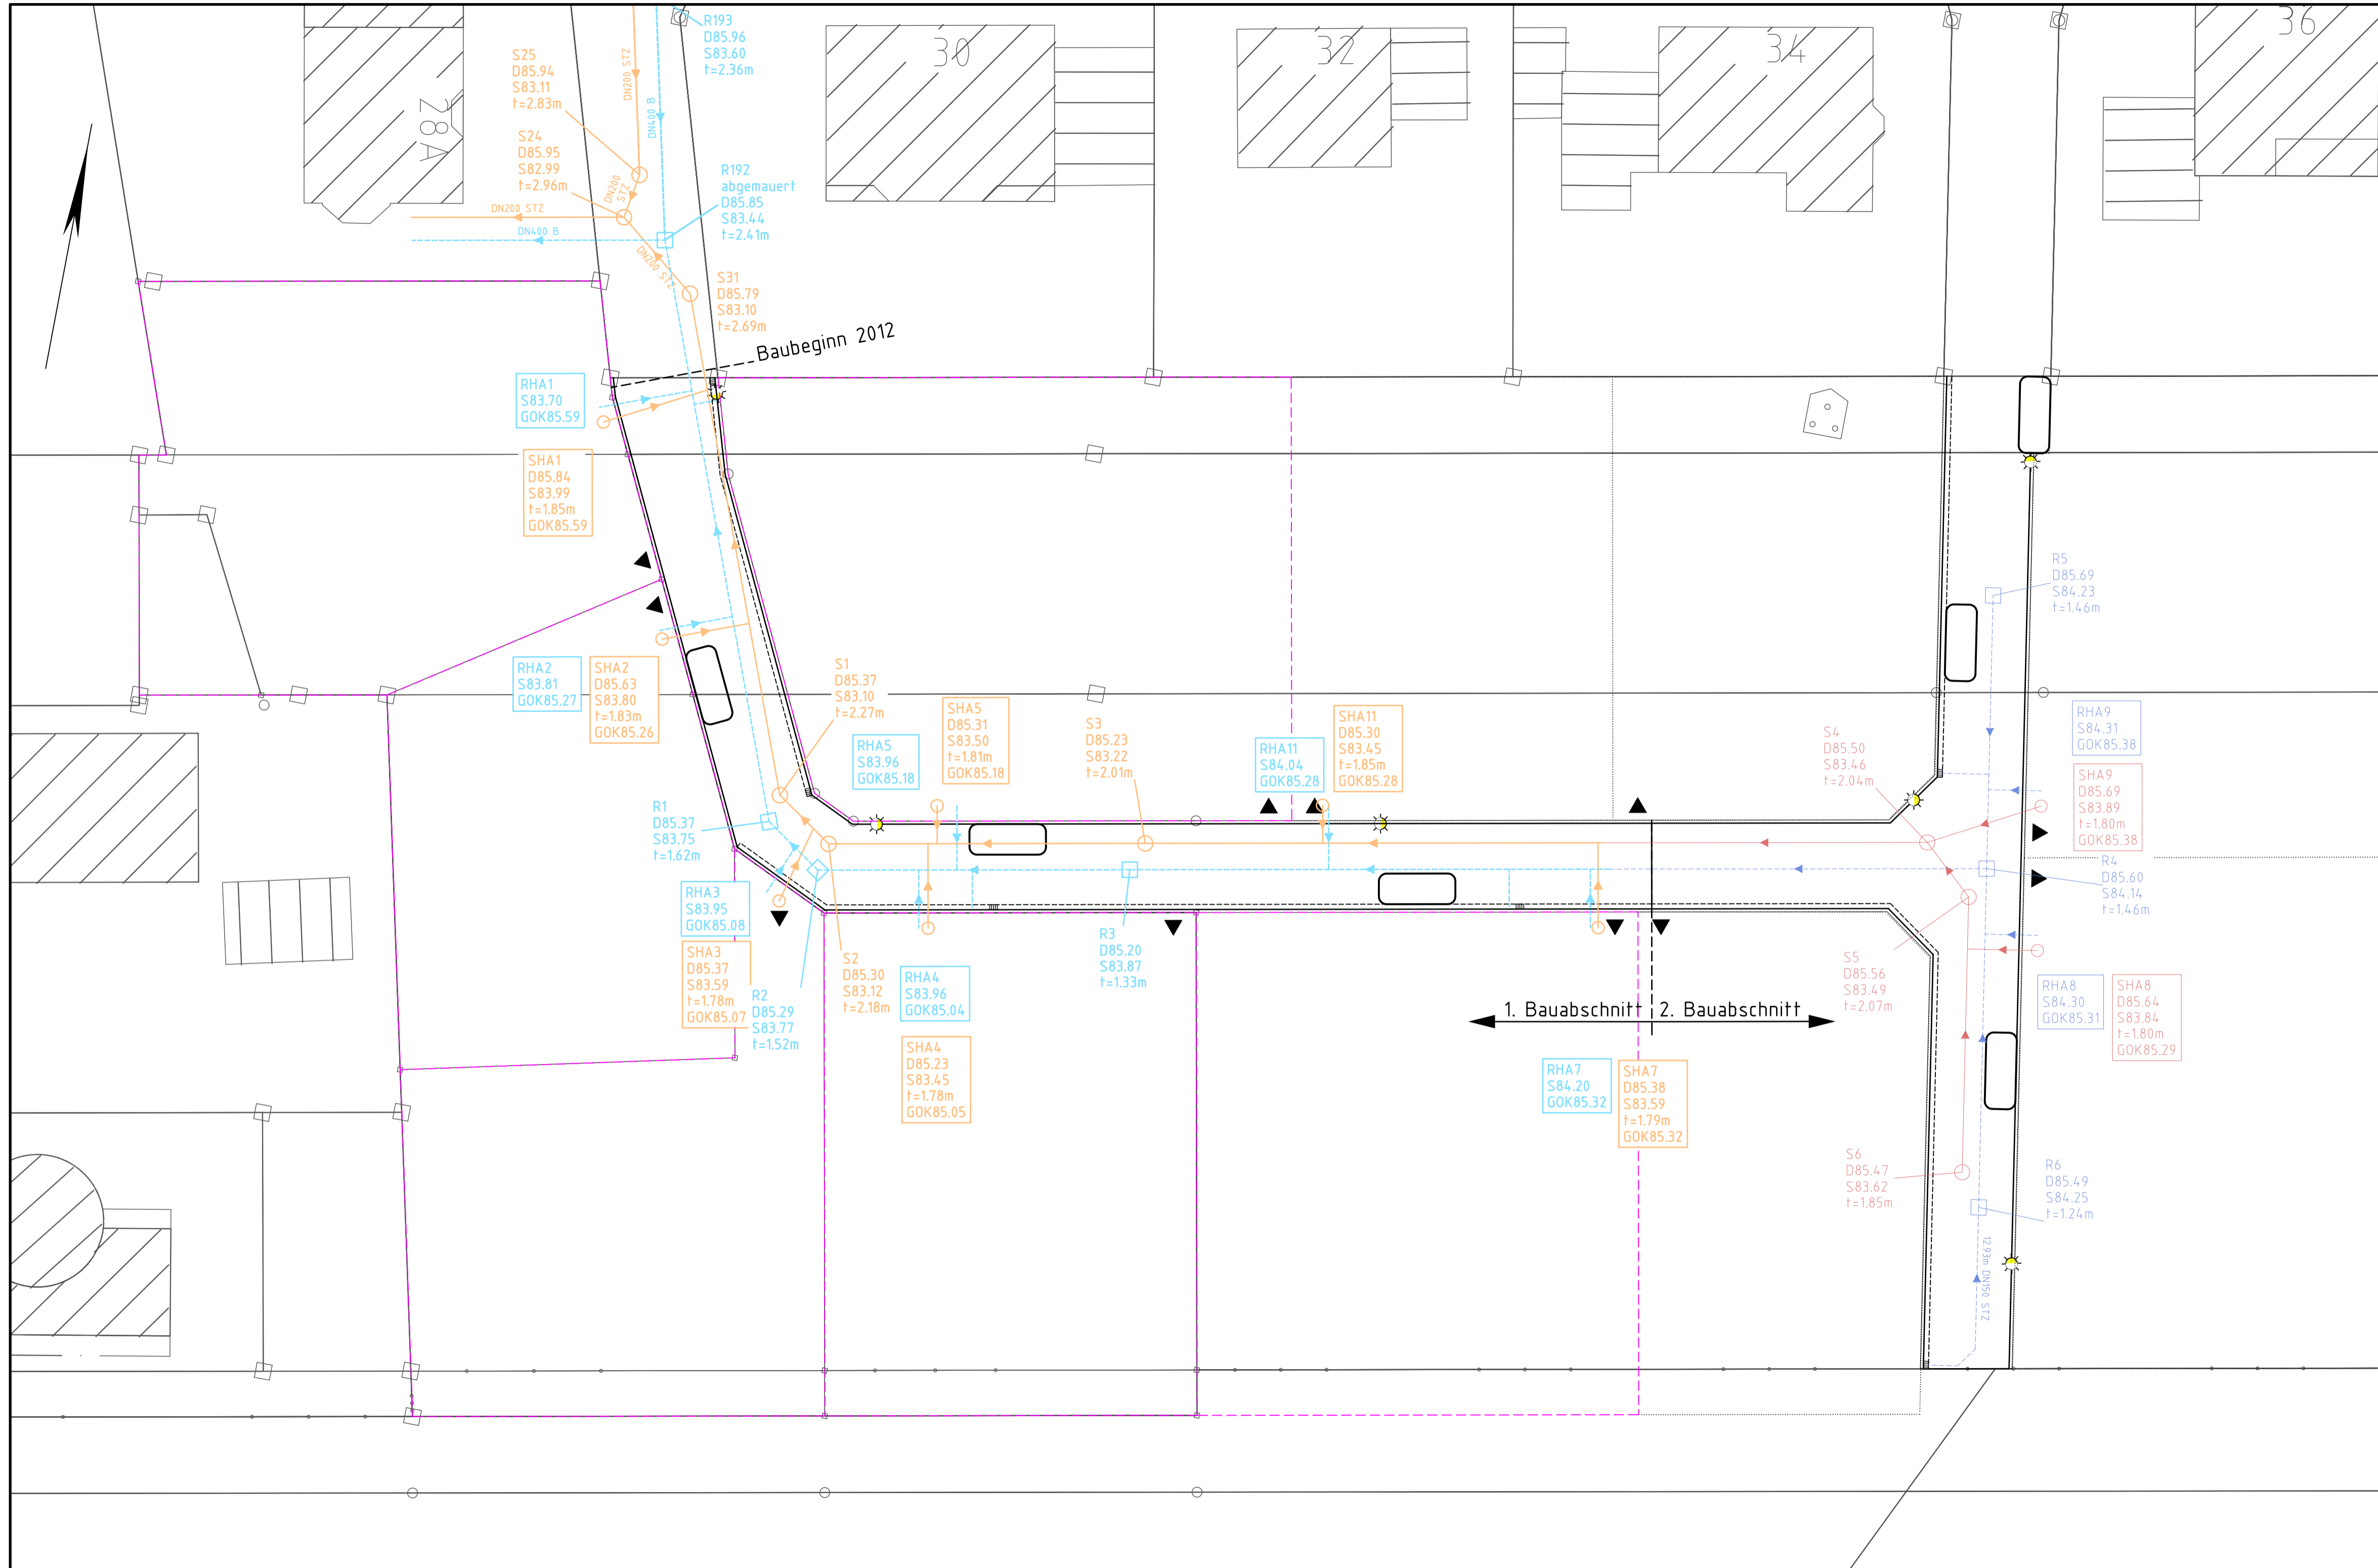 R193
D85.96
S83.60
t=2.36m
30
32
34
36
28A
S25
D85.94
S83.11
t=2.83m
DN200 STZ
DN400 B
S24
D85.95
S82.99
t=2.96m
DN200
STZ
R192
abgemauert
D85.85
S83.44
t=2.41m
DN200 STZ
DN400 B
DN200 STZ
S31
D85.79
S83.10
t=2.69m
Baubeginn 2012
RHA1
S83.70
GOK85.59
SHA1
D85.84
S83.99
t=1.85m
GOK85.59
R5
D85.69
S84.23
t=1.46m
RHA2
S83.81
GOK85.27
SHA2
D85.63
S83.80
t=1.83m
GOK85.26
S1
D85.37
S83.10
t=2.27m
RHA5
S83.96
GOK85.18
SHA5
D85.31
S83.50
t=1.81m
GOK85.18
S3
D85.23
S83.22
t=2.01m
RHA11
S84.04
GOK85.28
SHA11
D85.30
S83.45
t=1.85m
GOK85.28
S4
D85.50
S83.46
t=2.04m
RHA9
S84.31
GOK85.38
SHA9
D85.69
S83.89
t=1.80m
GOK85.38
R1
D85.37
S83.75
t=1.62m
R4
D85.60
S84.14
t=1.46m
RHA3
S83.95
GOK85.08
SHA3
D85.37
S83.59
t=1.78m
GOK85.07
R2
D85.29
S83.77
t=1.52m
S2
D85.30
S83.12
t=2.18m
RHA4
S83.96
GOK85.04
SHA4
D85.23
S83.45
t=1.78m
GOK85.05
R3
D85.20
S83.87
t=1.33m
1. Bauabschnitt
2. Bauabschnitt
S5
D85.56
S83.49
t=2.07m
RHA8
S84.30
GOK85.31
SHA8
D85.64
S83.84
t=1.80m
GOK85.29
RHA7
S84.20
GOK85.32
SHA7
D85.38
S83.59
t=1.79m
GOK85.32
S6
D85.47
S83.62
t=1.85m
R6
D85.49
S84.25
t=1.24m
12.93m DN150 STZ